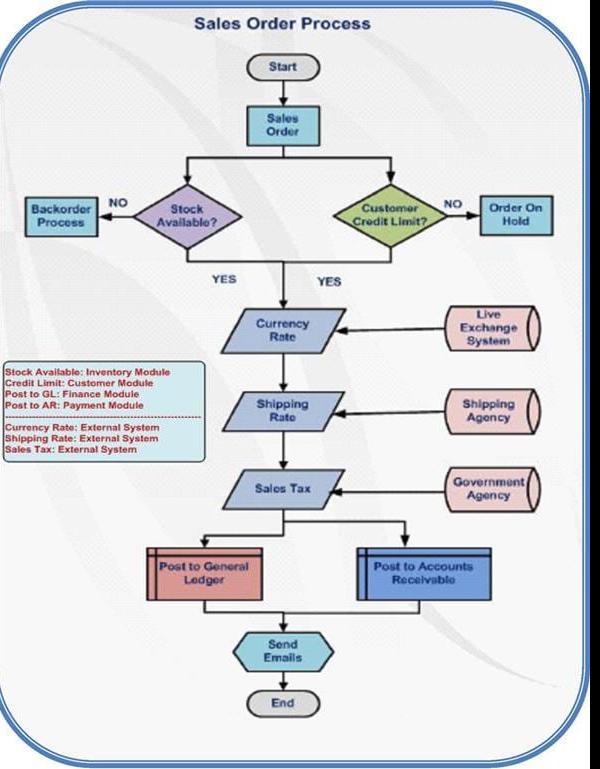 Sales Order Process
Start
Sales
Order
Backorder
Process
NO
Stock
Available?
Customer
Credit Limit?
NO
Order On
Hold
YES
YES
Currency
Rate
Live
Exchange
System
Stock Available: Inventory Module
Credit Limit: Customer Module
Post to GL: Finance Module
Post to AR: Payment Module
Currency Rate: External System
Shipping Rate: External System
Sales Tax: External System
Shipping
Rate
Shipping
Agency
Sales Tax
Government
Agency
Post to General
Ledger
Post to Accounts
Receivable
Send
Emails
End